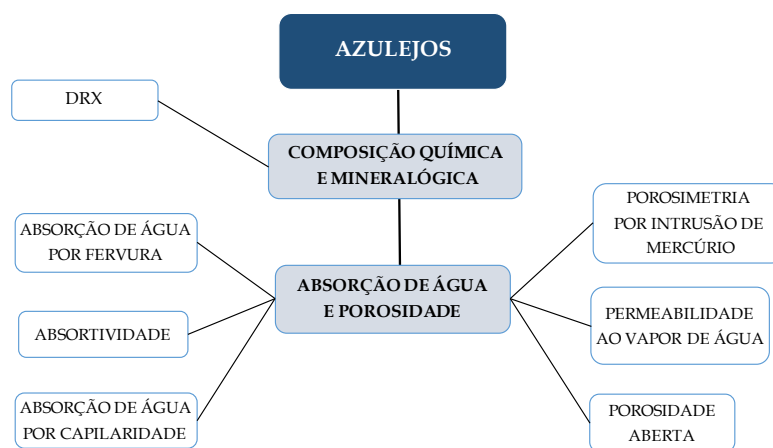 AZULEJOS
DRX
COMPOSIÇÃO QUÍMICA
E MINERALÓGICA
ABSORÇÃO DE ÁGUA
POR FERVURA
POROSIMETRIA
POR INTRUSÃO DE
MERCÚRIO
ABSORÇÃO DE ÁGUA
E POROSIDADE
ABSORTIVIDADE
PERMEABILIDADE
AO VAPOR DE ÁGUA
ABSORÇÃO DE ÁGUA
POR CAPILARIDADE
POROSIDADE
ABERTA